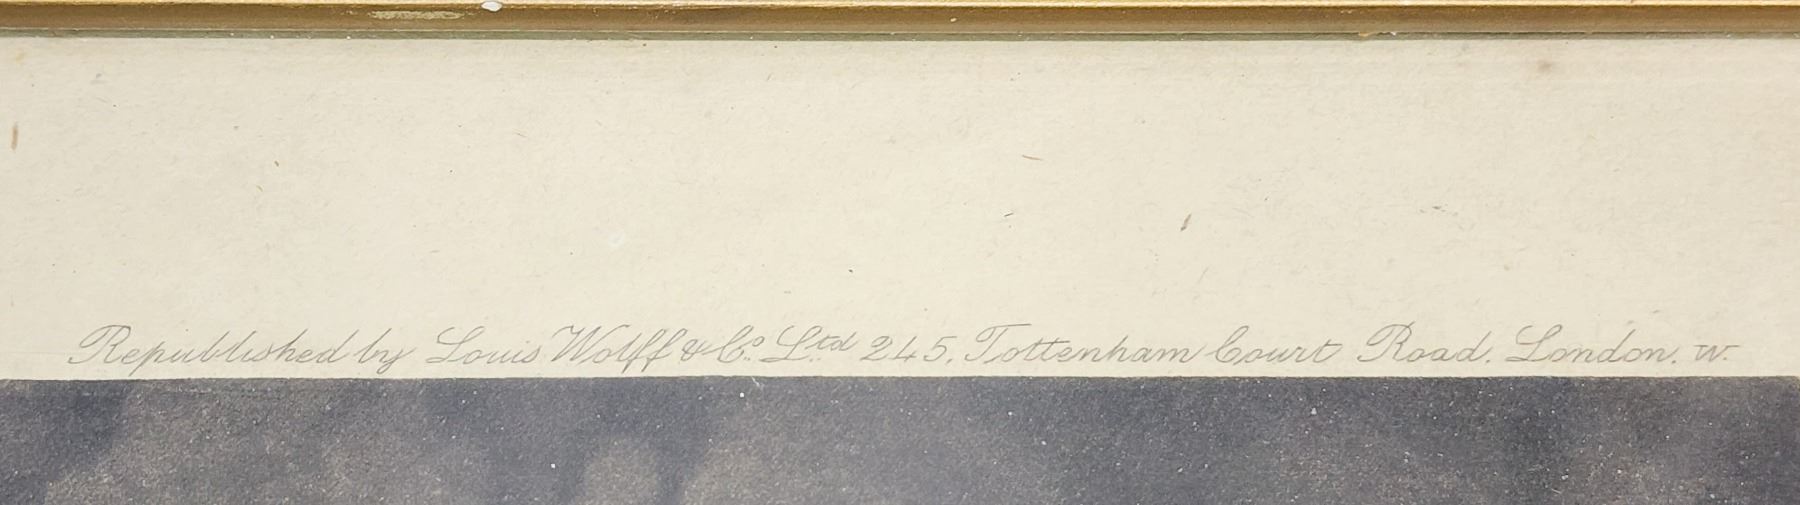 Republished by Louis Wolff & Co. Ltd 245, Tottenham Court Road. London. W.